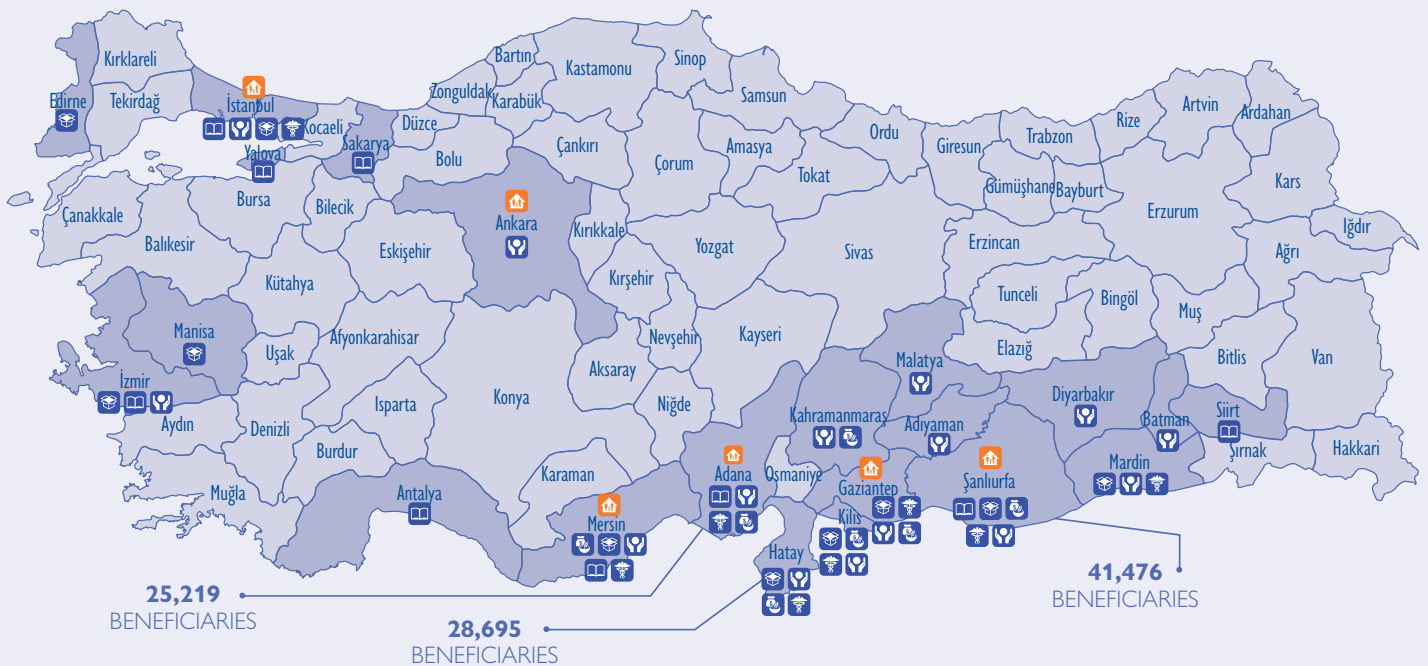 Kırklareli
Edirne
Tekirdağ
İstanbul
Kocaeli
Yalova
Sakarya
Düzce
Zonguldak
Bartın
Karabük
Kastamonu
Sinop
Samsun
Ordu
Giresun
Trabzon
Rize
Artvin
Ardahan
Bolu
Çankırı
Çorum
Amasya
Tokat
Gümüşhane
Bayburt
Erzurum
Kars
Iğdır
Çanakkale
Balıkesir
Bursa
Bilecik
Eskişehir
Ankara
Kırıkkale
Yozgat
Sivas
Erzincan
Ağrı
Kütahya
Kırşehir
Tunceli
Bingöl
Muş
Manisa
Uşak
Afyonkarahisar
Nevşehir
Kayseri
Elazığ
Bitlis
Van
İzmir
Aydın
Denizli
Isparta
Burdur
Konya
Aksaray
Niğde
Malatya
Kahramanmaraş
Adıyaman
Diyarbakır
Batman
Siirt
Şırnak
Hakkari
Muğla
Antalya
Karaman
Mersin
Adana
Osmaniye
Gaziantep
Kilis
Hatay
Şanlıurfa
Mardin
25,219
BENEFICIARIES
28,695
BENEFICIARIES
41,476
BENEFICIARIES